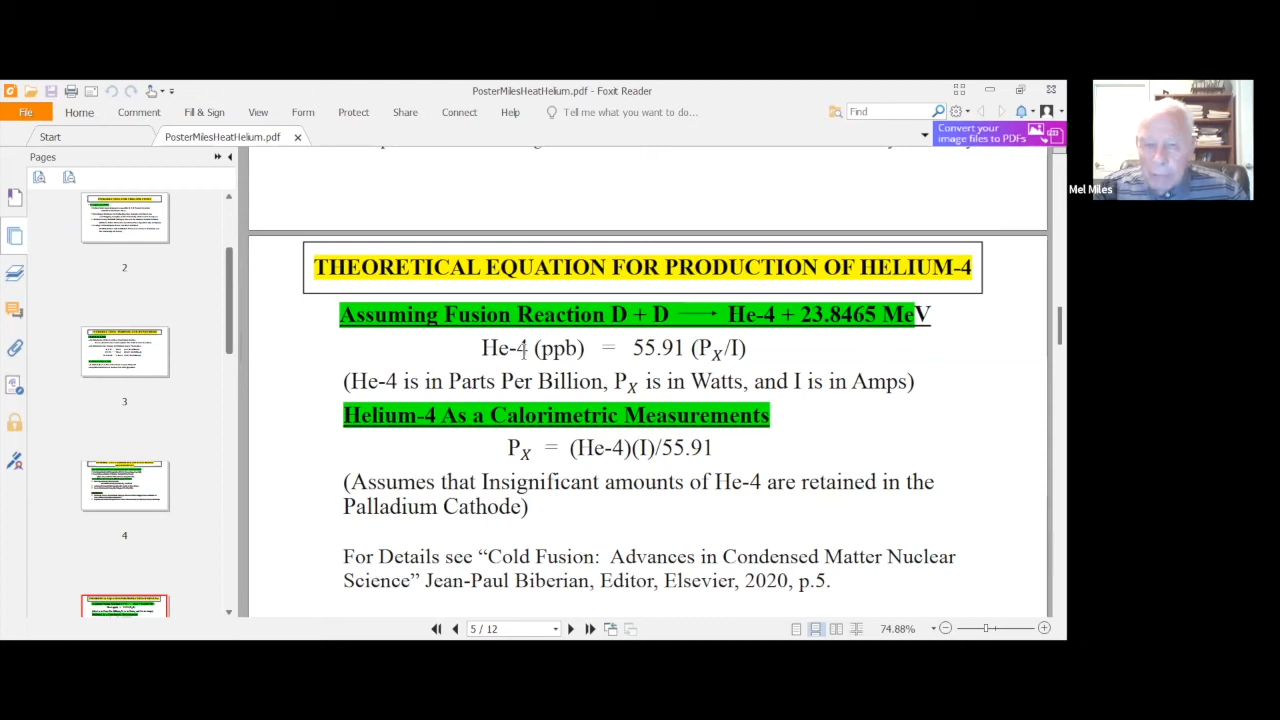 PosterMilesHeatHelium.pdf - Foxit Reader
File Home Comment Fill & Sign View Form Protect Share Connect Help Tell me what you want to do... Find
Start PosterMilesHeatHelium.pdf
Convert your
image files to PDFs
Pages
Mel Miles
2
3
4
THEORETICAL EQUATION FOR PRODUCTION OF HELIUM-4
Assuming Fusion Reaction D + D → He-4 + 23.8465 MeV
He-4 (ppb) = 55.91 (PX/I)
(He-4 is in Parts Per Billion, PX is in Watts, and I is in Amps)
Helium-4 As a Calorimetric Measurements
PX = (He-4)(I)/55.91
(Assumes that Insignificant amounts of He-4 are retained in the
Palladium Cathode)
For Details see “Cold Fusion: Advances in Condensed Matter Nuclear
Science” Jean-Paul Biberian, Editor, Elsevier, 2020, p.5.
5 / 12
74.88%